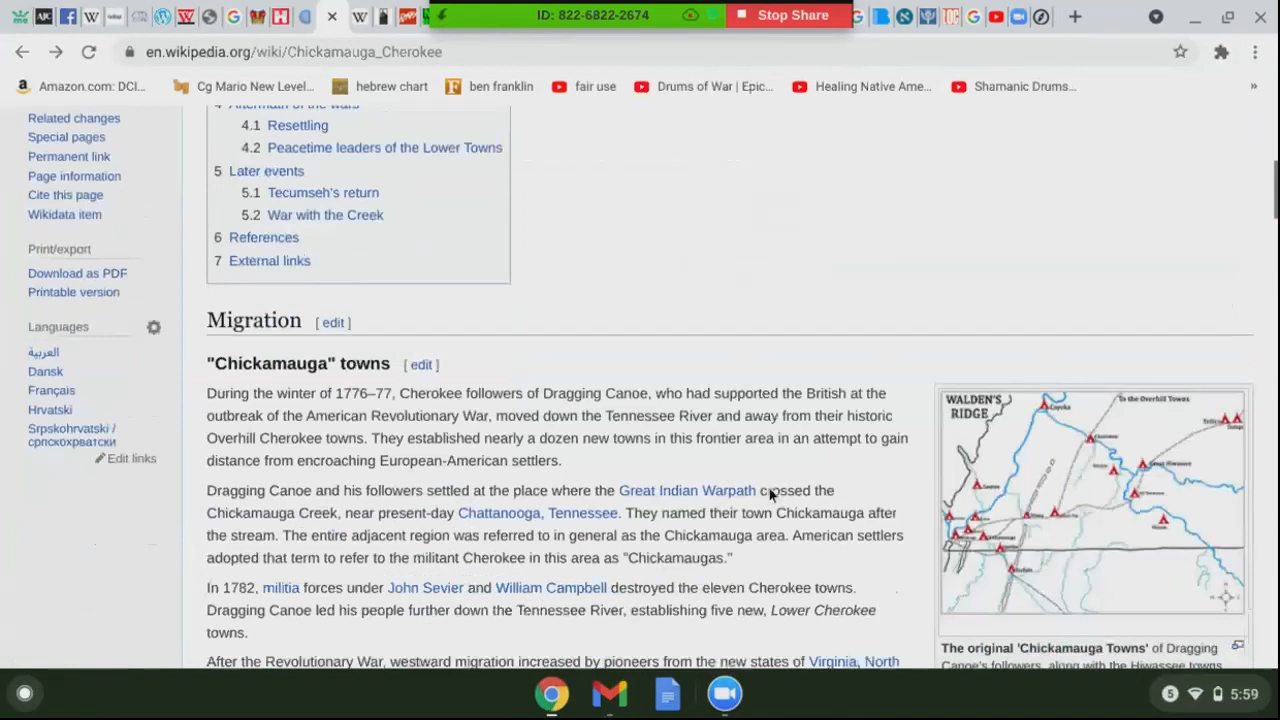 ID: 822-6822-2674
Stop Share
en.wikipedia.org/wiki/Chickamauga_Cherokee
Amazon.com: DCI...
Cg Mario New Level...
hebrew chart
ben franklin
fair use
Drums of War | Epic...
Healing Native Ame...
Shamanic Drums...
»
Related changes
Special pages
Permanent link
Page information
Cite this page
Wikidata item
Print/export
Download as PDF
Printable version
Languages
العربية
Dansk
Français
Hrvatski
Srpskohrvatski /
српскохрватски
Edit links
4 Aftermath of the wars
4.1 Resettling
4.2 Peacetime leaders of the Lower Towns
5 Later events
5.1 Tecumseh's return
5.2 War with the Creek
6 References
7 External links
Migration [ edit ]
"Chickamauga" towns [ edit ]
During the winter of 1776–77, Cherokee followers of Dragging Canoe, who had supported the British at the
outbreak of the American Revolutionary War, moved down the Tennessee River and away from their historic
Overhill Cherokee towns. They established nearly a dozen new towns in this frontier area in an attempt to gain
distance from encroaching European-American settlers.
Dragging Canoe and his followers settled at the place where the Great Indian Warpath crossed the
Chickamauga Creek, near present-day Chattanooga, Tennessee. They named their town Chickamauga after
the stream. The entire adjacent region was referred to in general as the Chickamauga area. American settlers
adopted that term to refer to the militant Cherokee in this area as "Chickamaugas."
In 1782, militia forces under John Sevier and William Campbell destroyed the eleven Cherokee towns.
Dragging Canoe led his people further down the Tennessee River, establishing five new, Lower Cherokee
towns.
After the Revolutionary War, westward migration increased by pioneers from the new states of Virginia, North
WALDEN'S
RIDGE
To the Overhill Towns
The original 'Chickamauga Towns' of Dragging
Canoe's followers, along with the Hiwassee towns
5
5:59